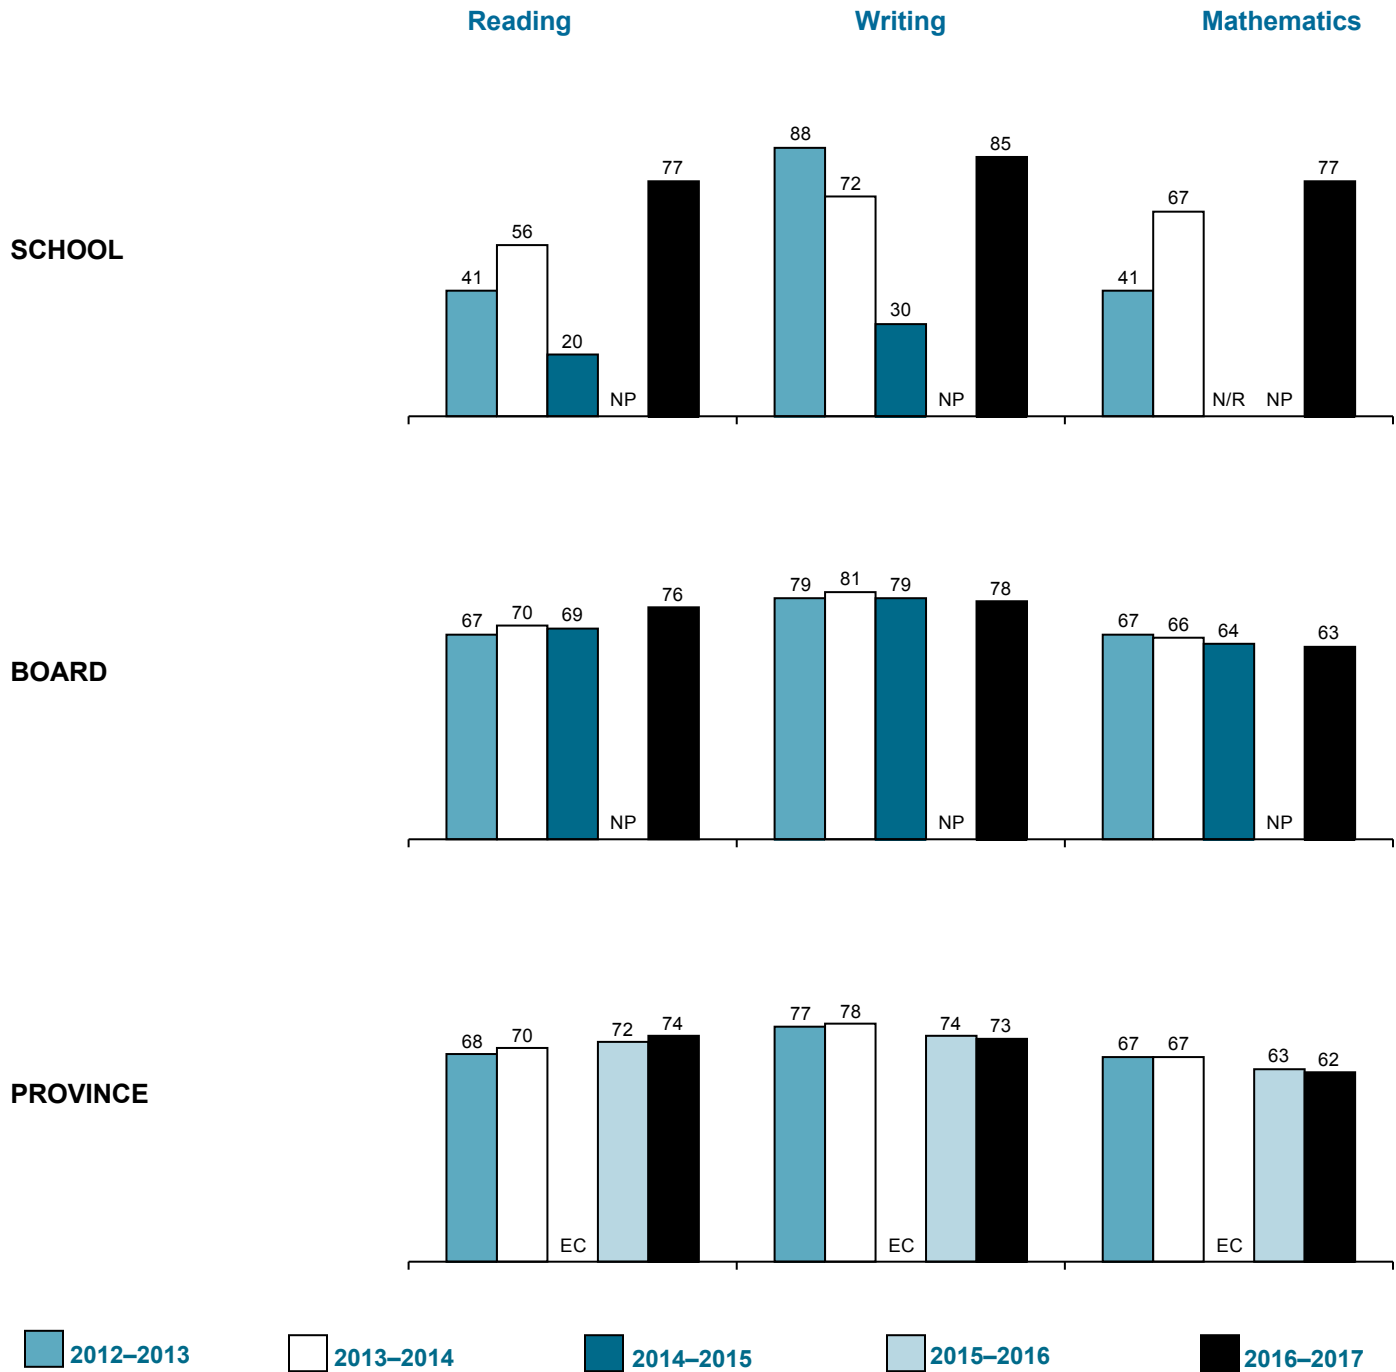 Reading Writing Mathematics
SCHOOL
41 56 20 NP 77
88 72 30 NP 85
41 67 N/R NP 77
BOARD
67 70 69 NP 76
79 81 79 NP 78
67 66 64 NP 63
PROVINCE
68 70 EC 72 74
77 78 EC 74 73
67 67 EC 63 62
2012–2013 2013–2014 2014–2015 2015–2016 2016–2017